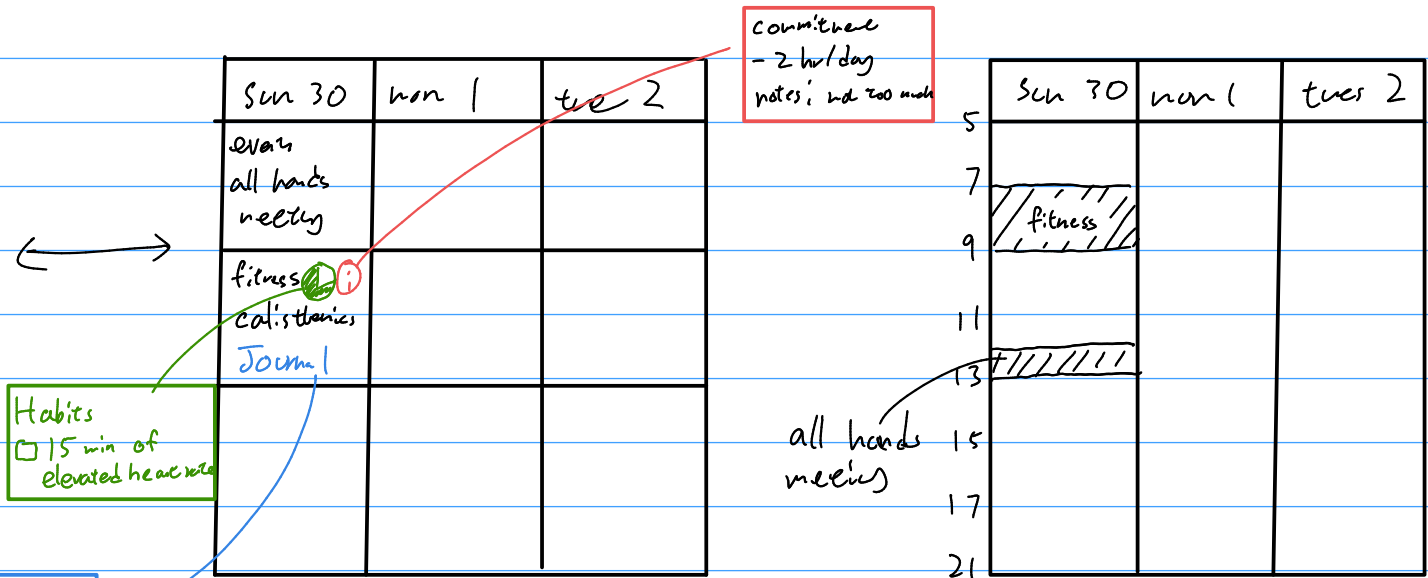 commitment
- 2 hr/day
notes: not too much
Sun 30
mon 1
tue 2
even
all hands
meeting
fitness i
calisthenics
Journal
Habits
15 min of
elevated heart rate
Sun 30
mon 1
tues 2
5
7
fitness
9
11
13
all hands
meeting
15
17
21